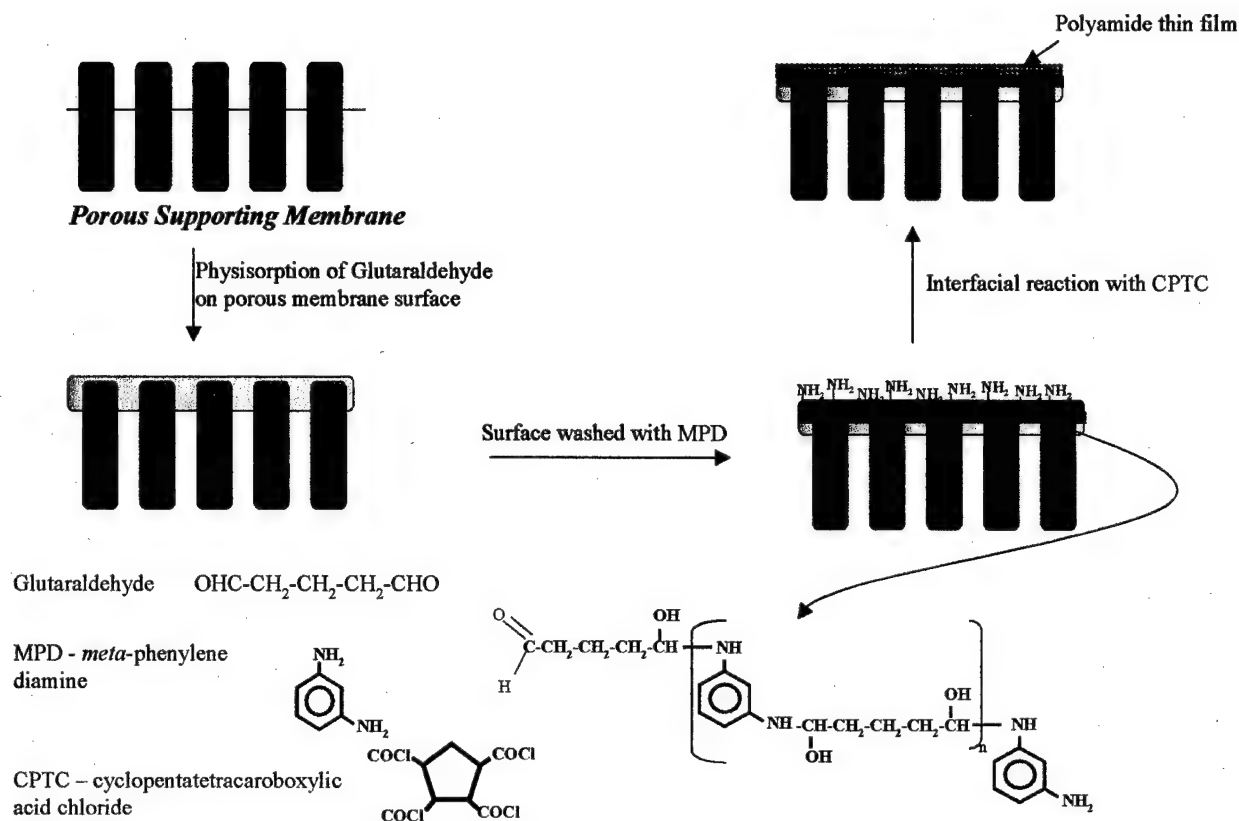 Polyamide thin film
Porous Supporting Membrane
Physisorption of Glutaraldehyde
on porous membrane surface
Interfacial reaction with CPTC
NH2 NH2 NH2 NH2 NH2 NH2 NH2 NH2 NH2
Surface washed with MPD
Glutaraldehyde OHC-CH2-CH2-CH2-CHO
MPD - meta-phenylene
diamine
NH2
NH2
CPTC – cyclopentatetracaroboxylic
acid chloride
COCl COCl
COCl COCl
O OH
C-CH2-CH2-CH2-CH NH
H
OH
NH-CH-CH2-CH2-CH2-CH n NH
OH
NH2